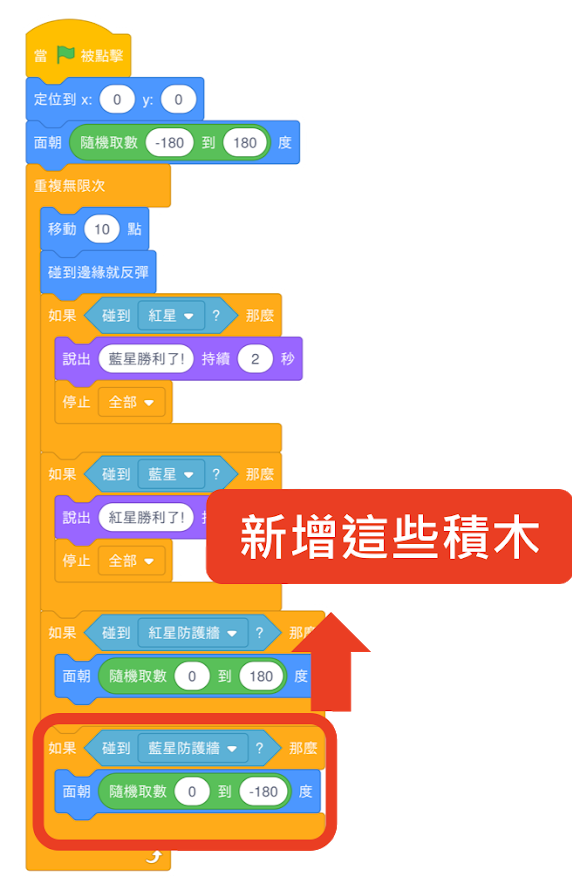 當 被點擊
定位到 x: 0 y: 0
面朝 隨機取數 -180 到 180 度
重複無限次
移動 10 點
碰到邊緣就反彈
如果 碰到 紅星 ? 那麼
說出 藍星勝利了! 持續 2 秒
停止 全部
如果 碰到 藍星 ? 那麼
說出 紅星勝利了!
新增這些積木
停止 全部
如果 碰到 紅星防護牆 ? 那麼
面朝 隨機取數 0 到 180 度
如果 碰到 藍星防護牆 ? 那麼
面朝 隨機取數 0 到 -180 度